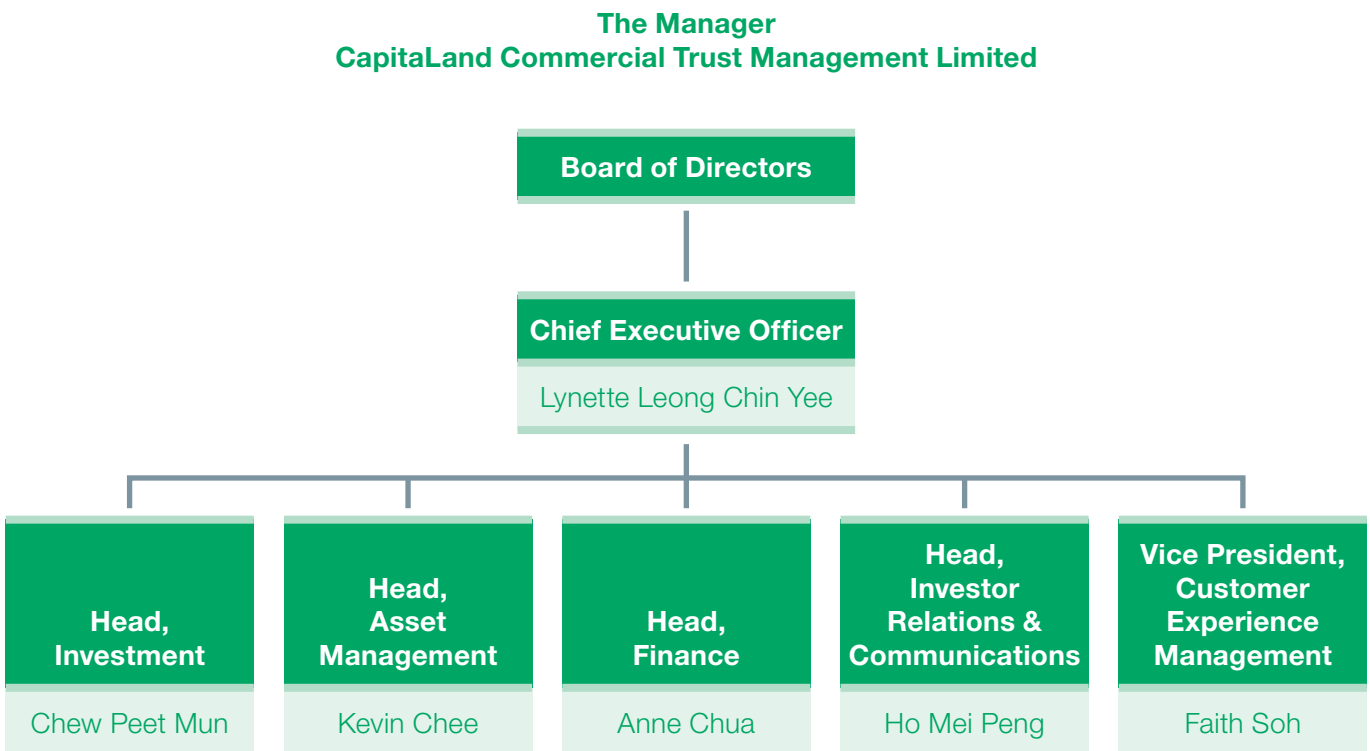 The Manager
CapitaLand Commercial Trust Management Limited
Board of Directors
Chief Executive Officer
Lynette Leong Chin Yee
Head,
Investment
Chew Peet Mun
Head,
Asset
Management
Kevin Chee
Head,
Finance
Anne Chua
Head,
Investor
Relations &
Communications
Ho Mei Peng
Vice President,
Customer
Experience
Management
Faith Soh